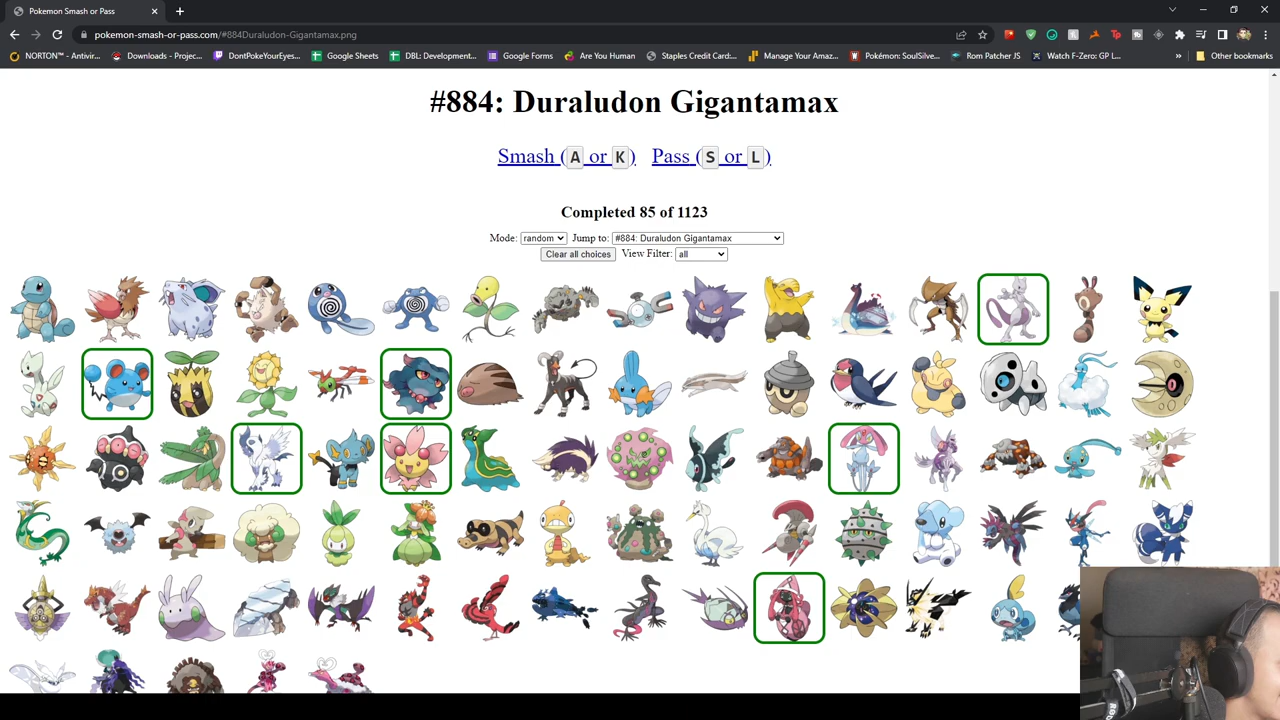 Pokemon Smash or Pass
pokemon-smash-or-pass.com/#884Duraludon-Gigantamax.png
NORTON™ - Antivir... Downloads - Projec... DontPokeYourEyes... Google Sheets DBL: Development... Google Forms Are You Human Staples Credit Card:... Manage Your Amaz... Pokémon: SoulSilve... Rom Patcher JS Watch F-Zero: GP L... » Other bookmarks
#884: Duraludon Gigantamax
Smash (A or K) Pass (S or L)
Completed 85 of 1123
Mode: random Jump to: #884: Duraludon Gigantamax
Clear all choices View Filter: all